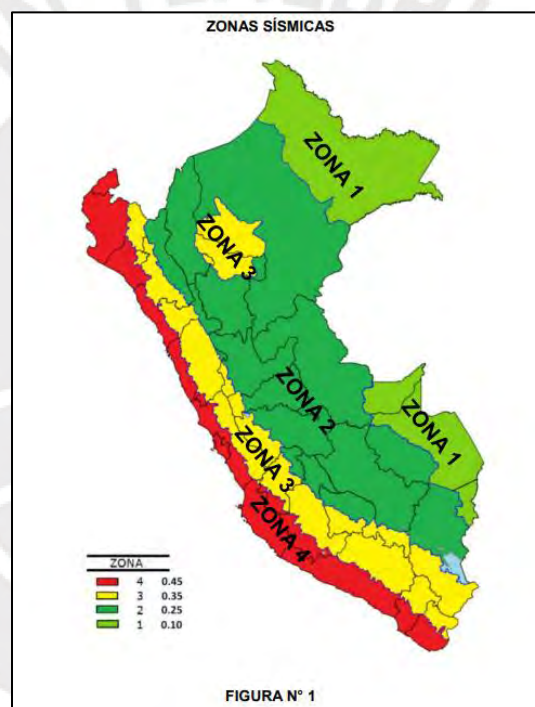 ZONAS SÍSMICAS
ZONA 1
ZONA 3
ZONA 2
ZONA 1
ZONA 3
ZONA 4
ZONA
4 0.45
3 0.35
2 0.25
1 0.10
FIGURA N° 1